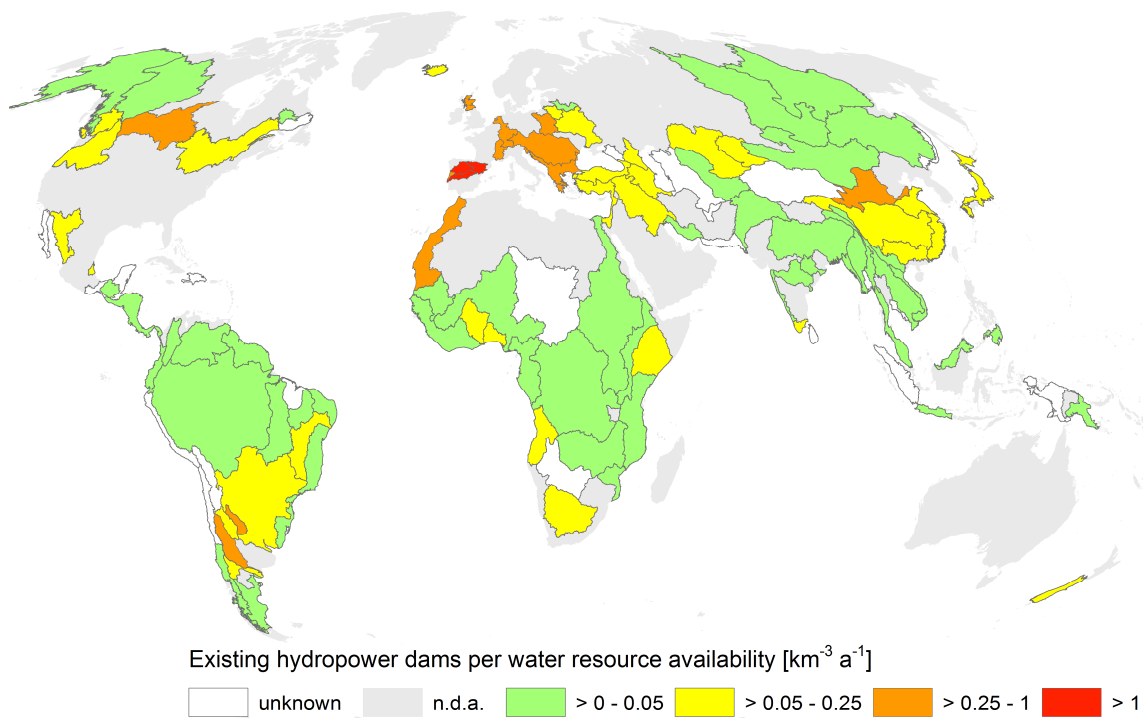 Existing hydropower dams per water resource availability [km⁻³ a⁻¹]
unknown n.d.a. > 0 - 0.05 > 0.05 - 0.25 > 0.25 - 1 > 1